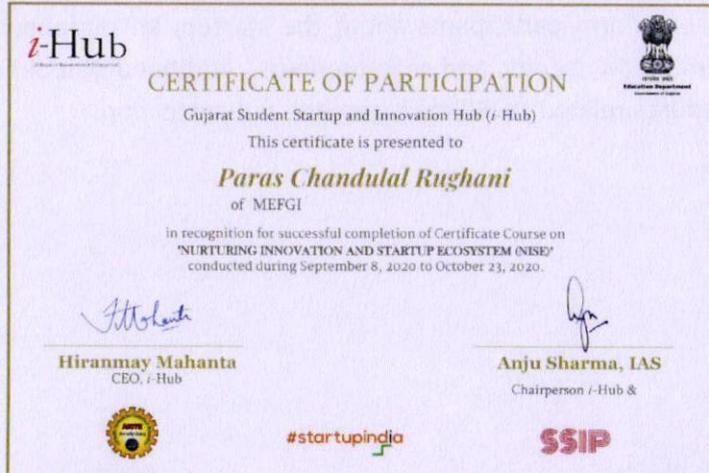 i-Hub
CERTIFICATE OF PARTICIPATION
Education Department
Gujarat Student Startup and Innovation Hub (i-Hub)
This certificate is presented to
Paras Chandulal Rughani
of MEFGI
in recognition for successful completion of Certificate Course on
"NURTURING INNOVATION AND STARTUP ECOSYSTEM (NISE)"
conducted during September 8, 2020 to October 23, 2020.
Hiranmay Mahanta
CEO, i-Hub
Anju Sharma, IAS
Chairperson i-Hub &
#startupindia
SSIP